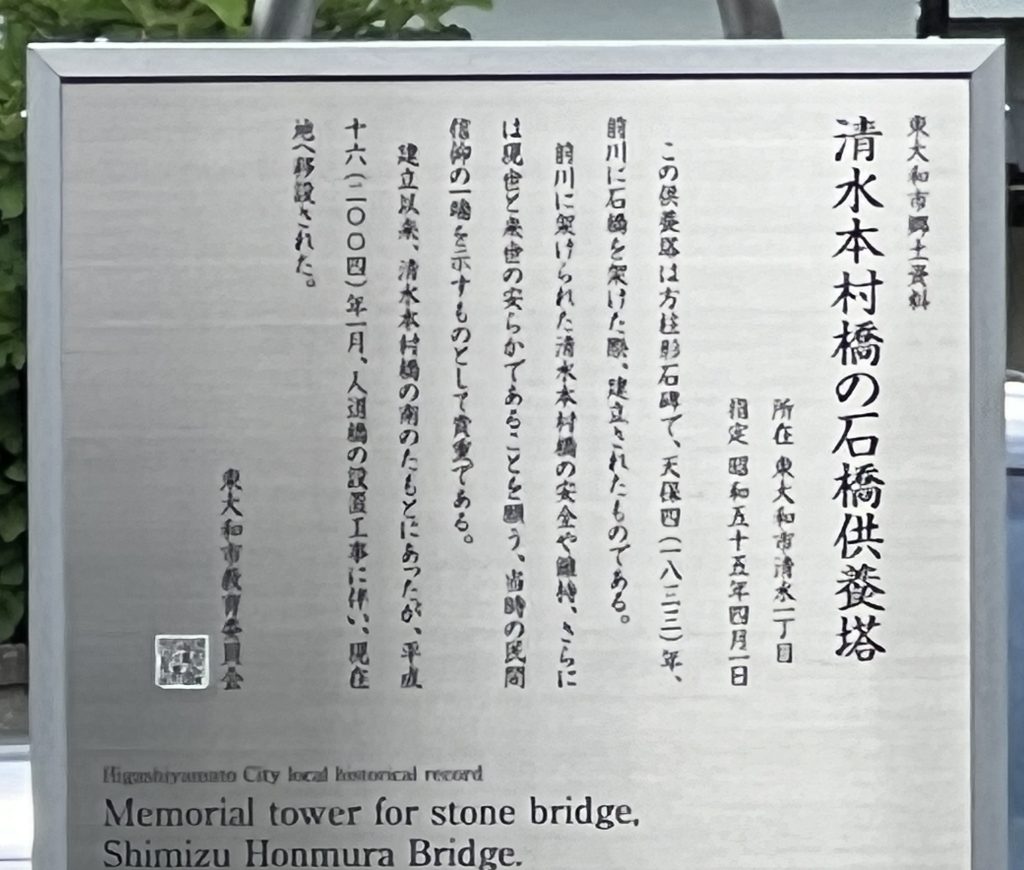 東大和市郷土資料
清水本村橋の石橋供養塔
所在 東大和市清水一丁目
指定 昭和五十五年四月一日
この供養塔は方柱形石碑で、天保四(一八三三)年、
前川に石橋を架けた際、建立されたものである。
前川に架けられた清水本村橋の安全や維持、さらに
は現世と来世の安らかであることを願う、当時の民間
信仰の一端を示すものとして貴重である。
建立以来、清水本村橋の南のたもとにあったが、平成
十六(二〇〇四)年一月、人道橋の設置工事に伴い、現在
地へ移設された。
東大和市教育委員会
Higashiyamato City local historical record
Memorial tower for stone bridge,
Shimizu Honmura Bridge.